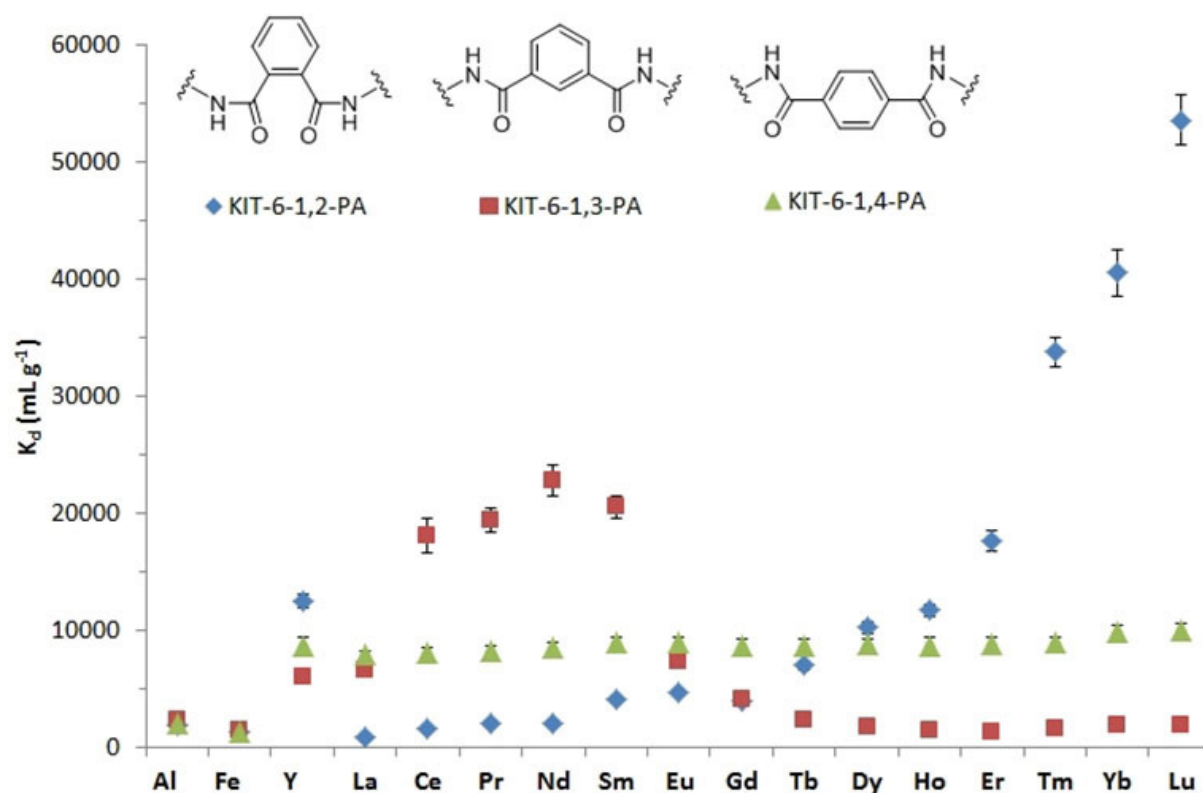 60000
50000
40000
30000
20000
10000
0
K_d (mL g⁻¹)
N
H
O
O
N
H
H
N
O
O
H
N
H
N
O
O
H
N
KIT-6-1,2-PA
KIT-6-1,3-PA
KIT-6-1,4-PA
Al Fe Y La Ce Pr Nd Sm Eu Gd Tb Dy Ho Er Tm Yb Lu